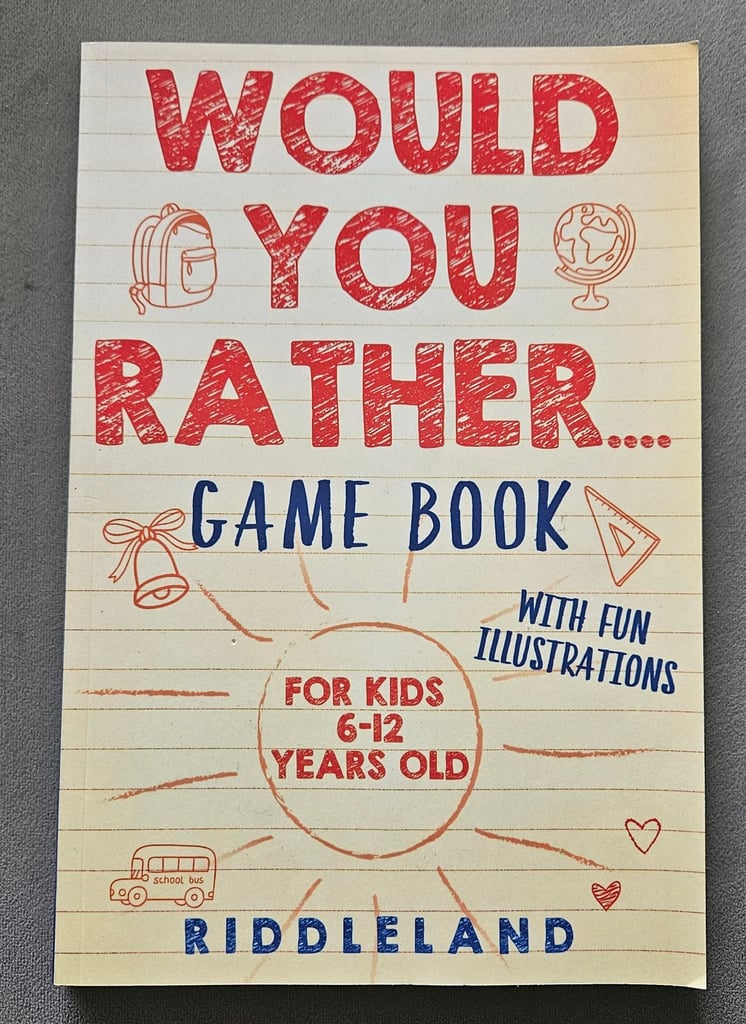 WOULD
YOU
RATHER....
GAME BOOK
WITH FUN
ILLUSTRATIONS
FOR KIDS
6-12
YEARS OLD
school bus
RIDDLELAND